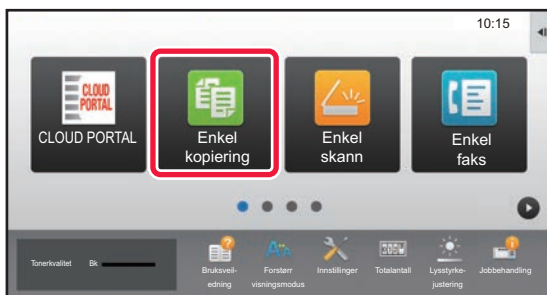 10:15
CLOUD
PORTAL
CLOUD PORTAL
Enkel
kopiering
Enkel
skann
Enkel
faks
Tonerkvalitet Bk
Bruksveil-
edning
Forstørr
visningsmodus
Innstillinger
Totalantall
Lysstyrke-
justering
Jobbehandling